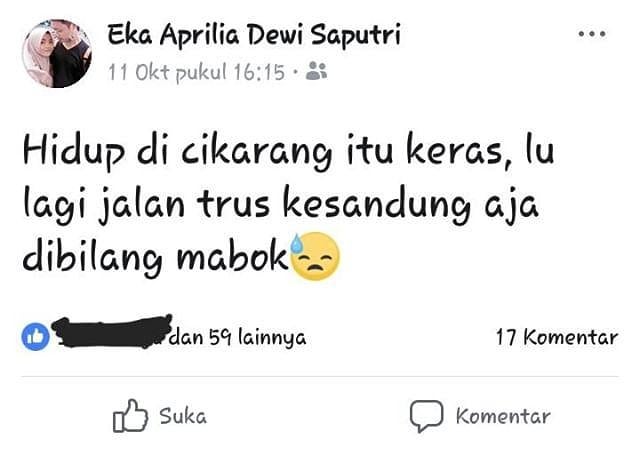 Eka Aprilia Dewi Saputri
11 Okt pukul 16:15
Hidup di cikarang itu keras, lu
lagi jalan trus kesandung aja
dibilang mabok😓
dan 59 lainnya
17 Komentar
Suka
Komentar